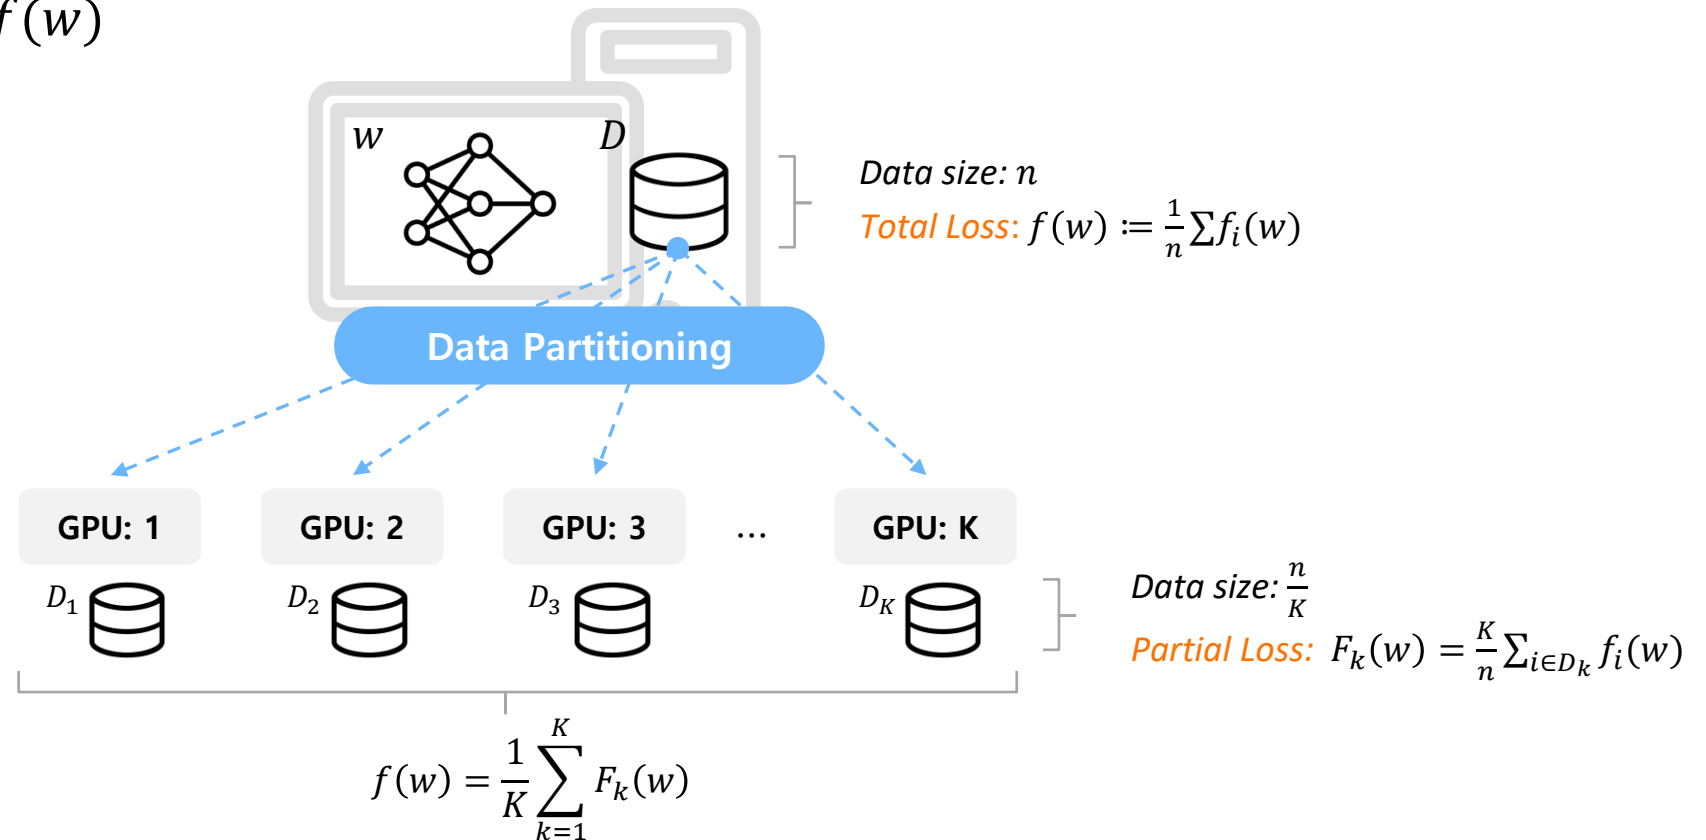 f(w)
w
D
Data size: n
Total Loss: f(w) ≔ 1/n ∑f_i(w)
Data Partitioning
GPU: 1
GPU: 2
GPU: 3
…
GPU: K
D_1
D_2
D_3
D_K
Data size: n/K
Partial Loss: F_k(w) = K/n ∑_{i∈D_k} f_i(w)
f(w) = 1/K ∑_{k=1}^{K} F_k(w)